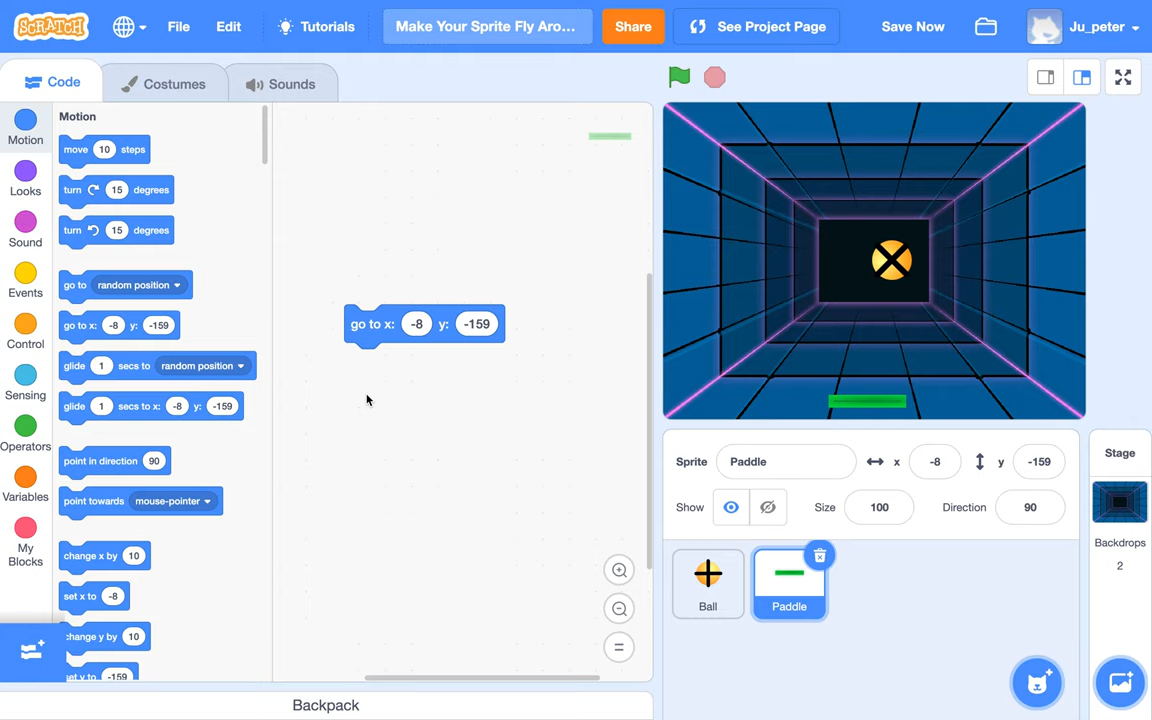 SCRATCH File Edit Tutorials Make Your Sprite Fly Aro... Share See Project Page Save Now Ju_peter
Code Costumes Sounds
Motion
Looks
Sound
Events
Control
Sensing
Operators
Variables
My
Blocks
Motion
move 10 steps
turn 15 degrees
turn 15 degrees
go to random position
go to x: -8 y: -159
glide 1 secs to random position
glide 1 secs to x: -8 y: -159
point in direction 90
point towards mouse-pointer
change x by 10
set x to -8
change y by 10
set y to -159
go to x: -8 y: -159
Backpack
Sprite Paddle x -8 y -159
Show Size 100 Direction 90
Ball
Paddle
Stage
Backdrops
2